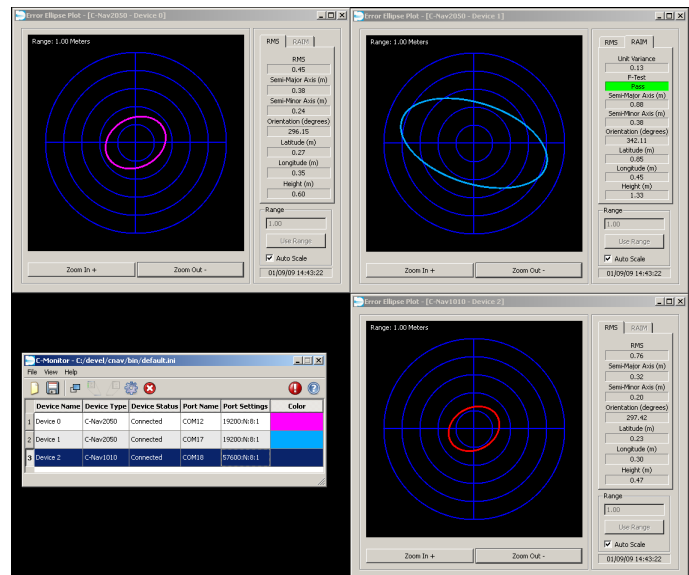 Error Ellipse Plot - [C-Nav2050 - Device 0]
Range: 1.00 Meters
RMS RAIM
RMS
0.45
Semi-Major Axis (m)
0.38
Semi-Minor Axis (m)
0.24
Orientation (degrees)
296.15
Latitude (m)
0.27
Longitude (m)
0.35
Height (m)
0.60
Range
1.00
Use Range
Auto Scale
Zoom In +
Zoom Out -
01/09/09 14:43:22
Error Ellipse Plot - [C-Nav2050 - Device 1]
Range: 1.00 Meters
RMS RAIM
Unit Variance
0.13
F-Test
Pass
Semi-Major Axis (m)
0.88
Semi-Minor Axis (m)
0.38
Orientation (degrees)
342.11
Latitude (m)
0.85
Longitude (m)
0.45
Height (m)
1.33
Range
1.00
Use Range
Auto Scale
Zoom In +
Zoom Out -
01/09/09 14:43:22
C-Monitor - C:/devel/cnav/bin/default.ini
File View Help
Device Name Device Type Device Status Port Name Port Settings Color
1 Device 0 C-Nav2050 Connected COM12 19200:N:8:1
2 Device 1 C-Nav2050 Connected COM17 19200:N:8:1
3 Device 2 C-Nav1010 Connected COM18 57600:N:8:1
Error Ellipse Plot - [C-Nav1010 - Device 2]
Range: 1.00 Meters
RMS RAIM
RMS
0.76
Semi-Major Axis (m)
0.32
Semi-Minor Axis (m)
0.20
Orientation (degrees)
297.42
Latitude (m)
0.23
Longitude (m)
0.30
Height (m)
0.47
Range
1.00
Use Range
Auto Scale
Zoom In +
Zoom Out -
01/09/09 14:43:22